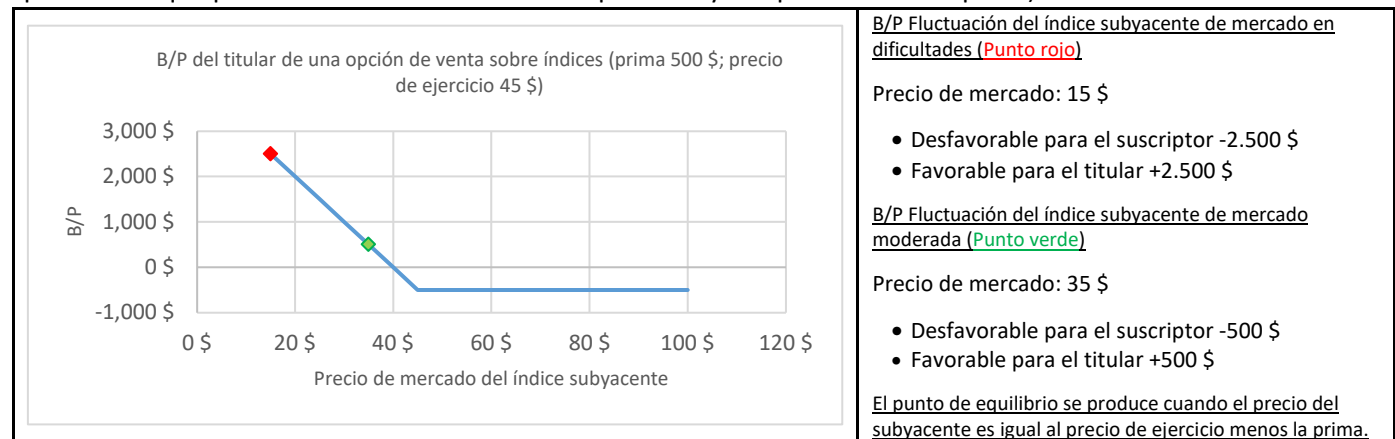 B/P del titular de una opción de venta sobre índices (prima 500 $; precio
de ejercicio 45 $)
3,000 $
2,000 $
1,000 $
0 $
-1,000 $
B/P
0 $ 20 $ 40 $ 60 $ 80 $ 100 $ 120 $
Precio de mercado del índice subyacente
B/P Fluctuación del índice subyacente de mercado en
dificultades (Punto rojo)
Precio de mercado: 15 $
• Desfavorable para el suscriptor -2.500 $
• Favorable para el titular +2.500 $
B/P Fluctuación del índice subyacente de mercado
moderada (Punto verde)
Precio de mercado: 35 $
• Desfavorable para el suscriptor -500 $
• Favorable para el titular +500 $
El punto de equilibrio se produce cuando el precio del
subyacente es igual al precio de ejercicio menos la prima.